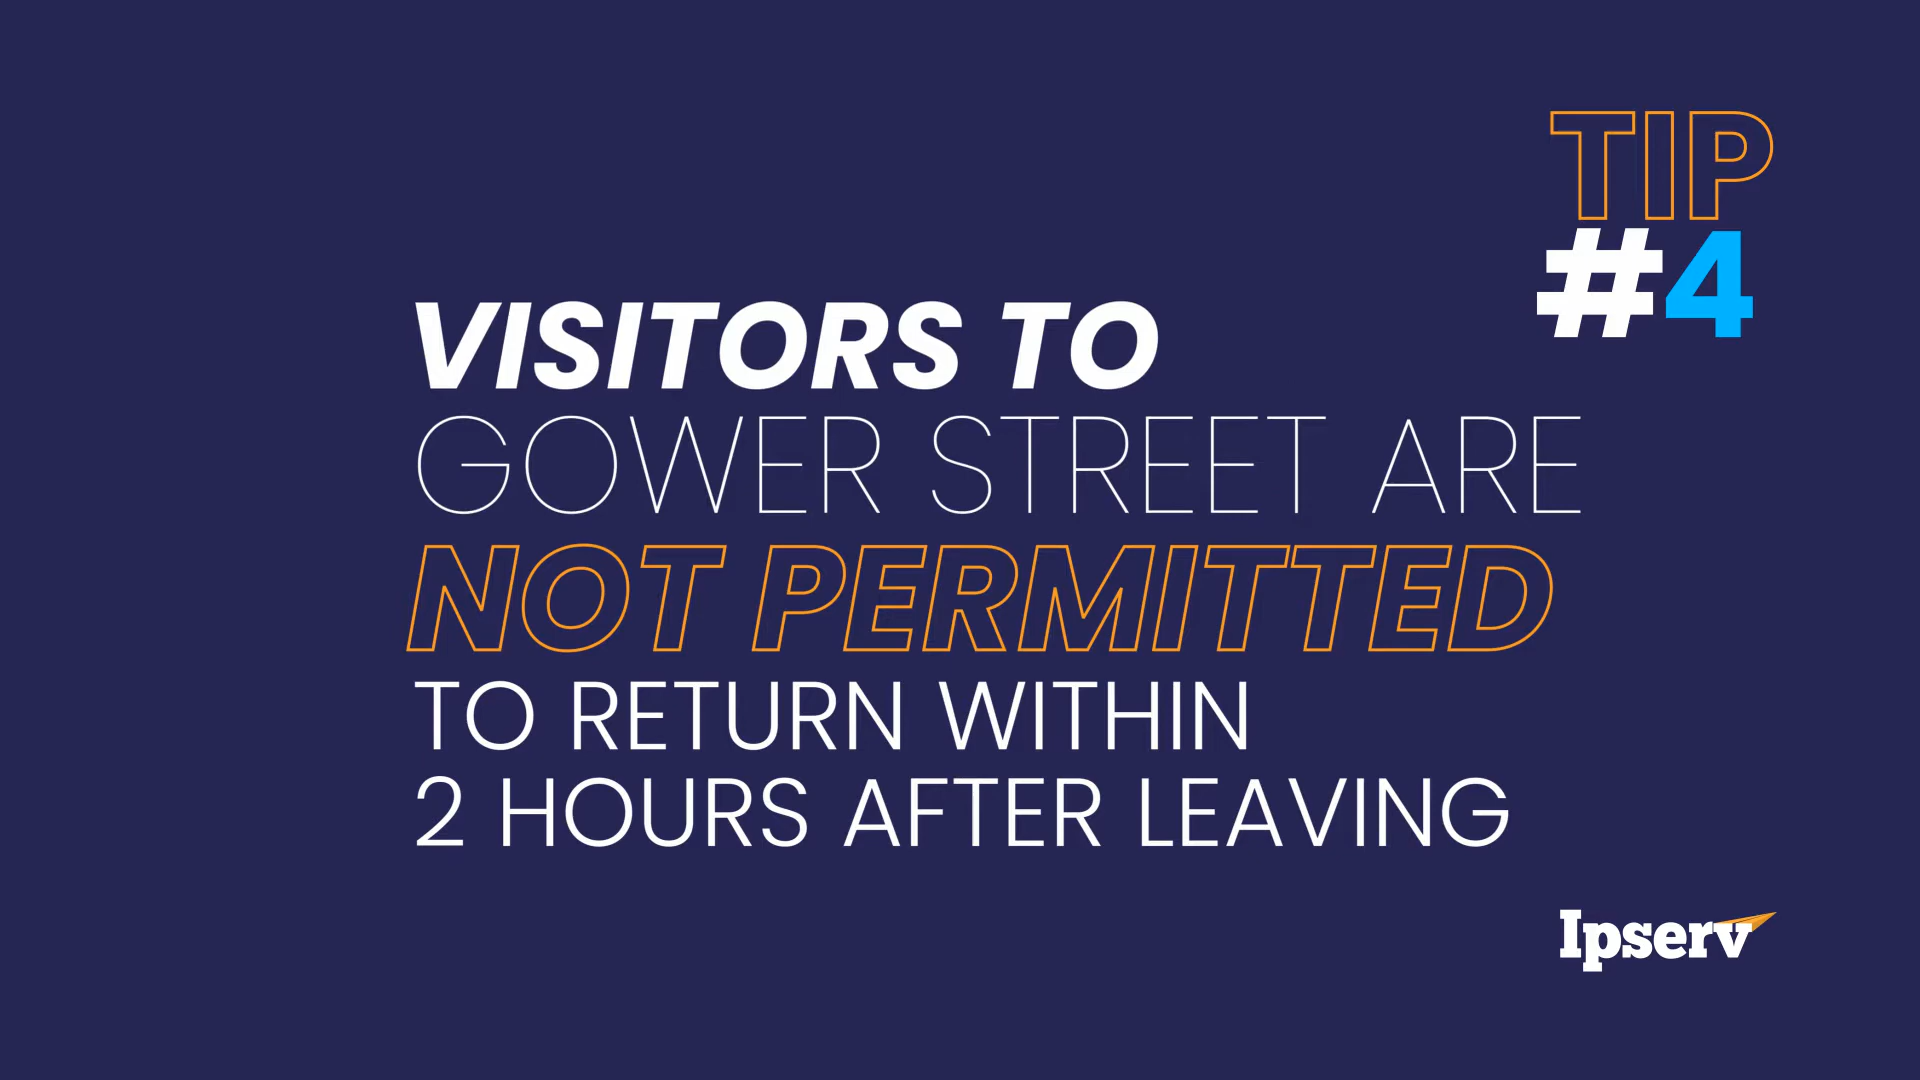 TIP
#4
VISITORS TO
GOWER STREET ARE
NOT PERMITTED
TO RETURN WITHIN
2 HOURS AFTER LEAVING
Ipserv